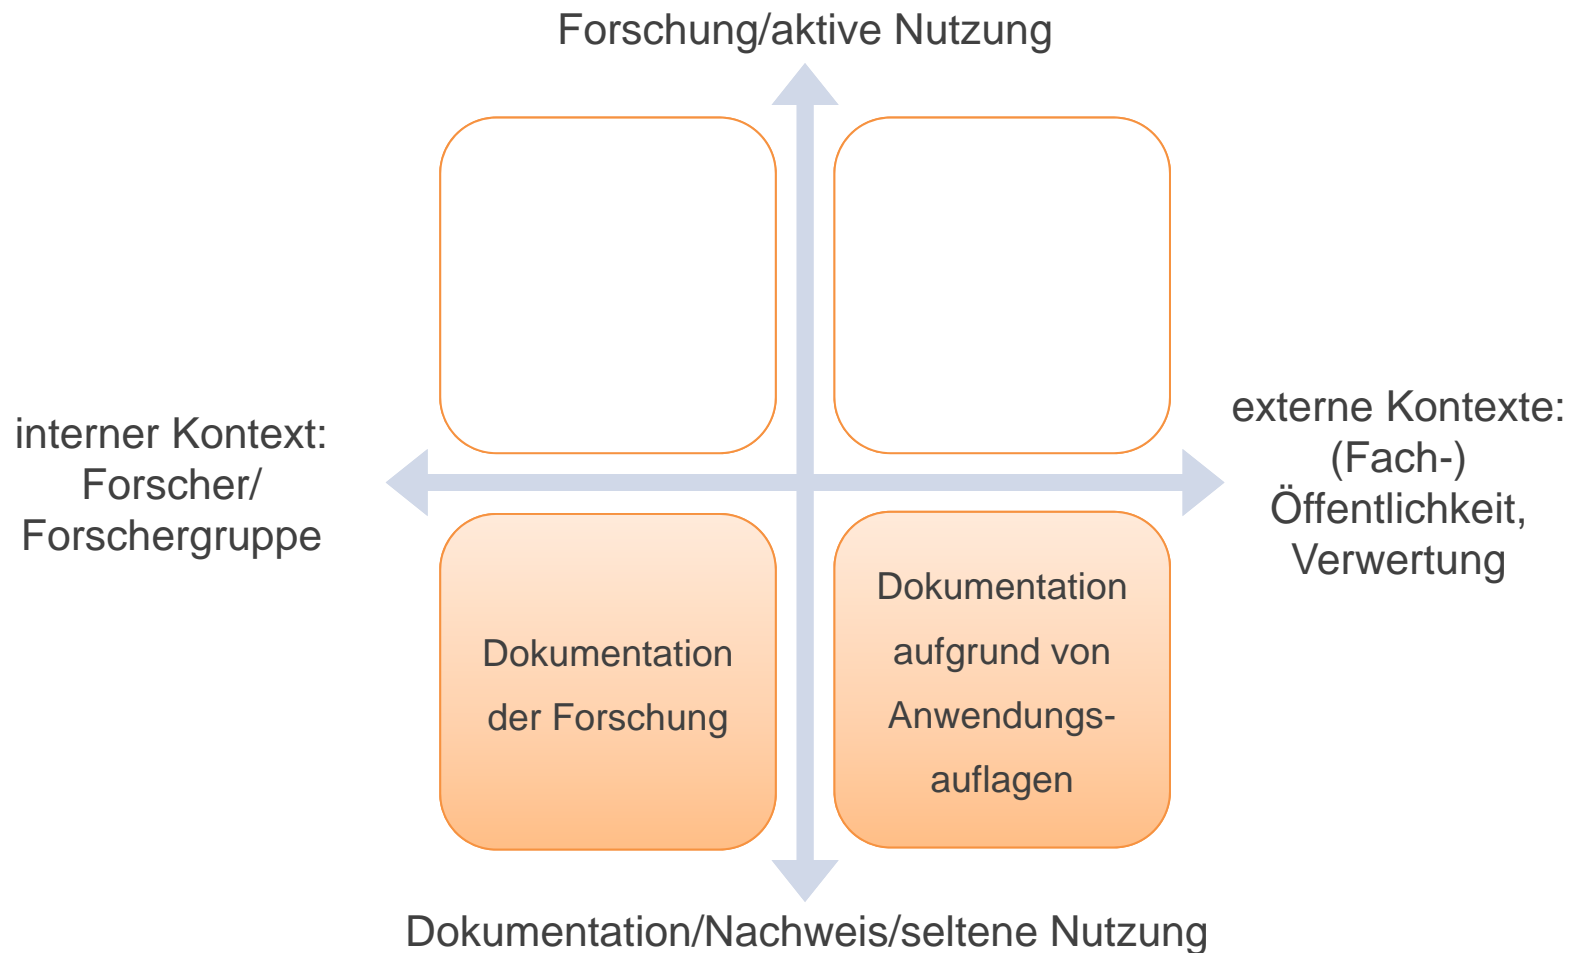 Forschung/aktive Nutzung
interner Kontext:
Forscher/
Forschergruppe
externe Kontexte:
(Fach-)
Öffentlichkeit,
Verwertung
Dokumentation
der Forschung
Dokumentation
aufgrund von
Anwendungs-
auflagen
Dokumentation/Nachweis/seltene Nutzung